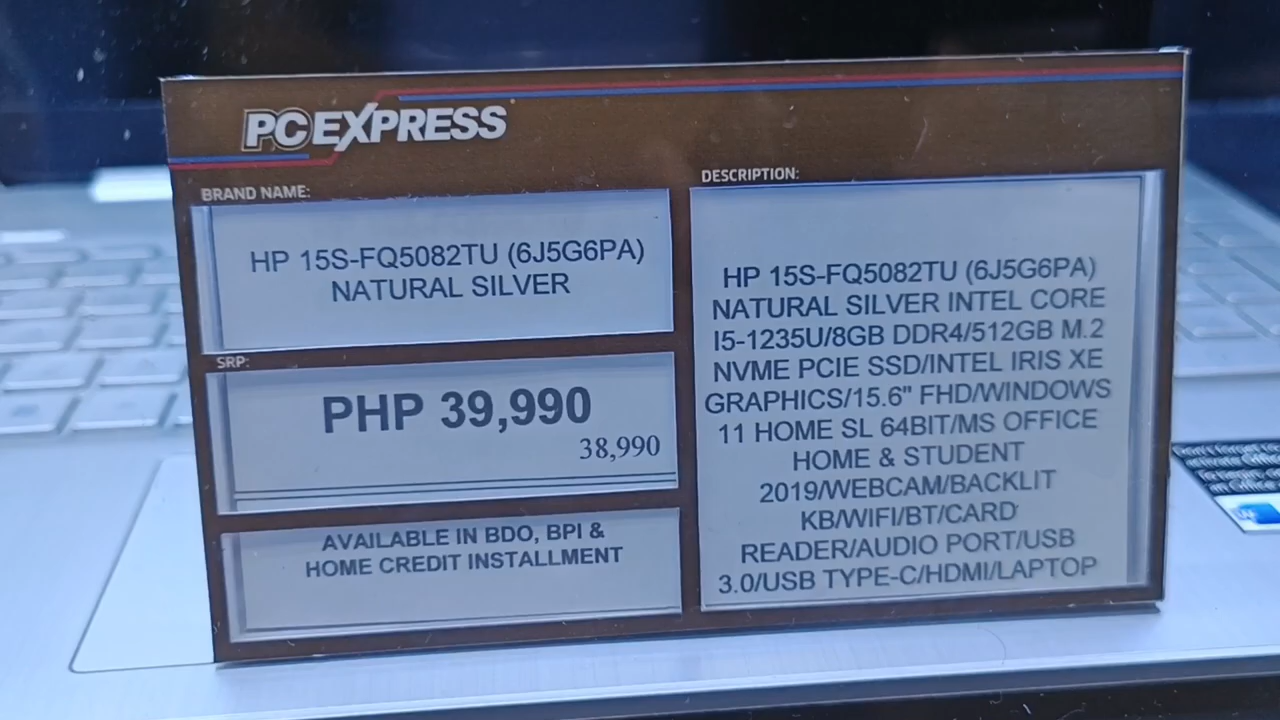 PCEXPRESS
BRAND NAME:
HP 15S-FQ5082TU (6J5G6PA)
NATURAL SILVER
SRP:
PHP 39,990
38,990
AVAILABLE IN BDO, BPI &
HOME CREDIT INSTALLMENT
DESCRIPTION:
HP 15S-FQ5082TU (6J5G6PA)
NATURAL SILVER INTEL CORE
I5-1235U/8GB DDR4/512GB M.2
NVME PCIE SSD/INTEL IRIS XE
GRAPHICS/15.6" FHD/WINDOWS
11 HOME SL 64BIT/MS OFFICE
HOME & STUDENT
2019/WEBCAM/BACKLIT
KB/WIFI/BT/CARD
READER/AUDIO PORT/USB
3.0/USB TYPE-C/HDMI/LAPTOP